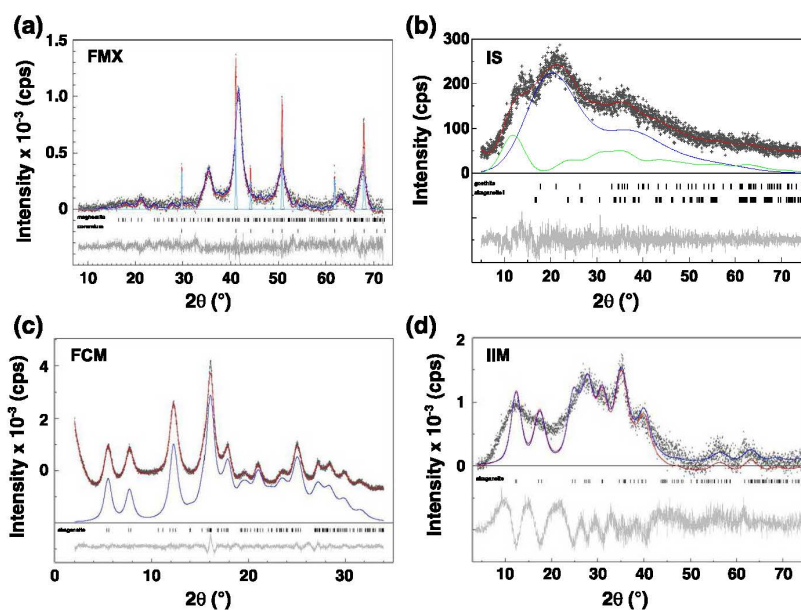 (a)
FMX
Intensity x 10⁻³ (cps)
1.5
1.0
0.5
0
maghemite
corundum
10 20 30 40 50 60 70
2θ (°)
(b)
IS
Intensity (cps)
300
200
100
0
goethite
akaganeite1
10 20 30 40 50 60 70
2θ (°)
(c)
FCM
Intensity x 10⁻³ (cps)
4
2
0
akaganeite
0 10 20 30
2θ (°)
(d)
IIM
Intensity x 10⁻³ (cps)
2
1
0
akaganeite
10 20 30 40 50 60 70
2θ (°)